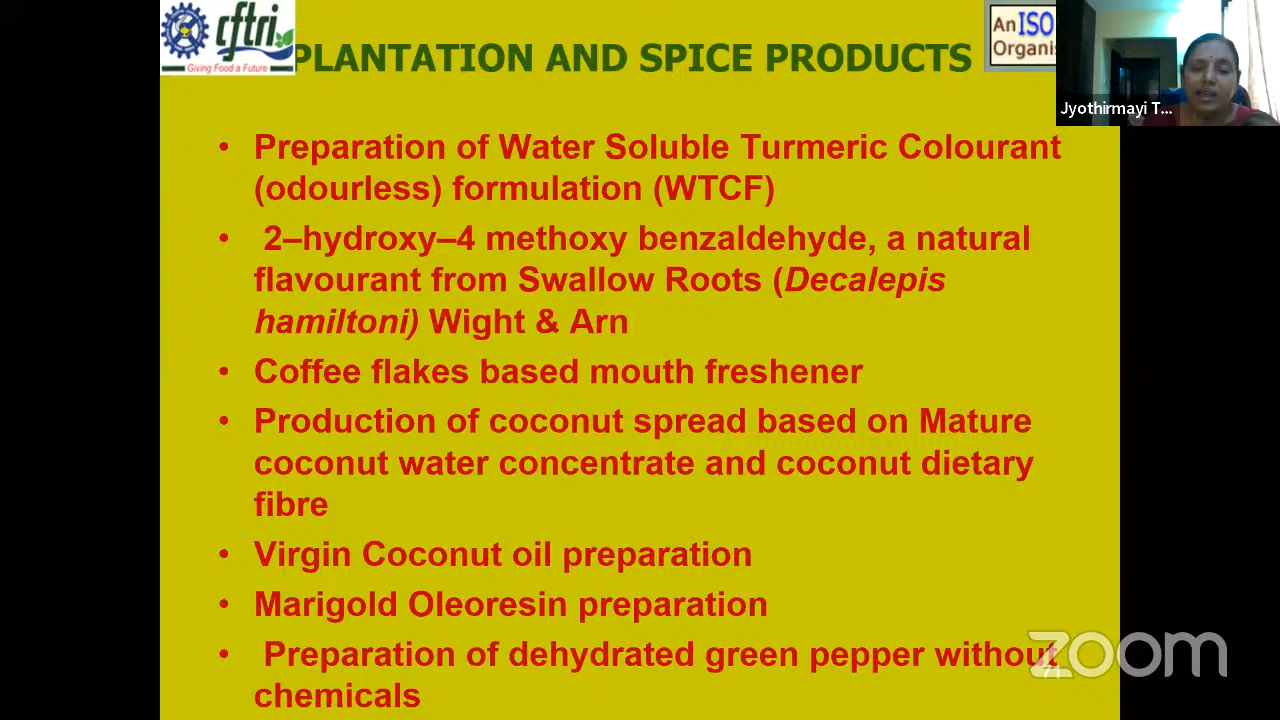 cftri
Giving Food a Future
PLANTATION AND SPICE PRODUCTS
An ISO
Organis
Jyothirmayi T...
• Preparation of Water Soluble Turmeric Colourant
(odourless) formulation (WTCF)
• 2–hydroxy–4 methoxy benzaldehyde, a natural
flavourant from Swallow Roots (Decalepis
hamiltoni) Wight & Arn
• Coffee flakes based mouth freshener
• Production of coconut spread based on Mature
coconut water concentrate and coconut dietary
fibre
• Virgin Coconut oil preparation
• Marigold Oleoresin preparation
• Preparation of dehydrated green pepper without
chemicals
zoom